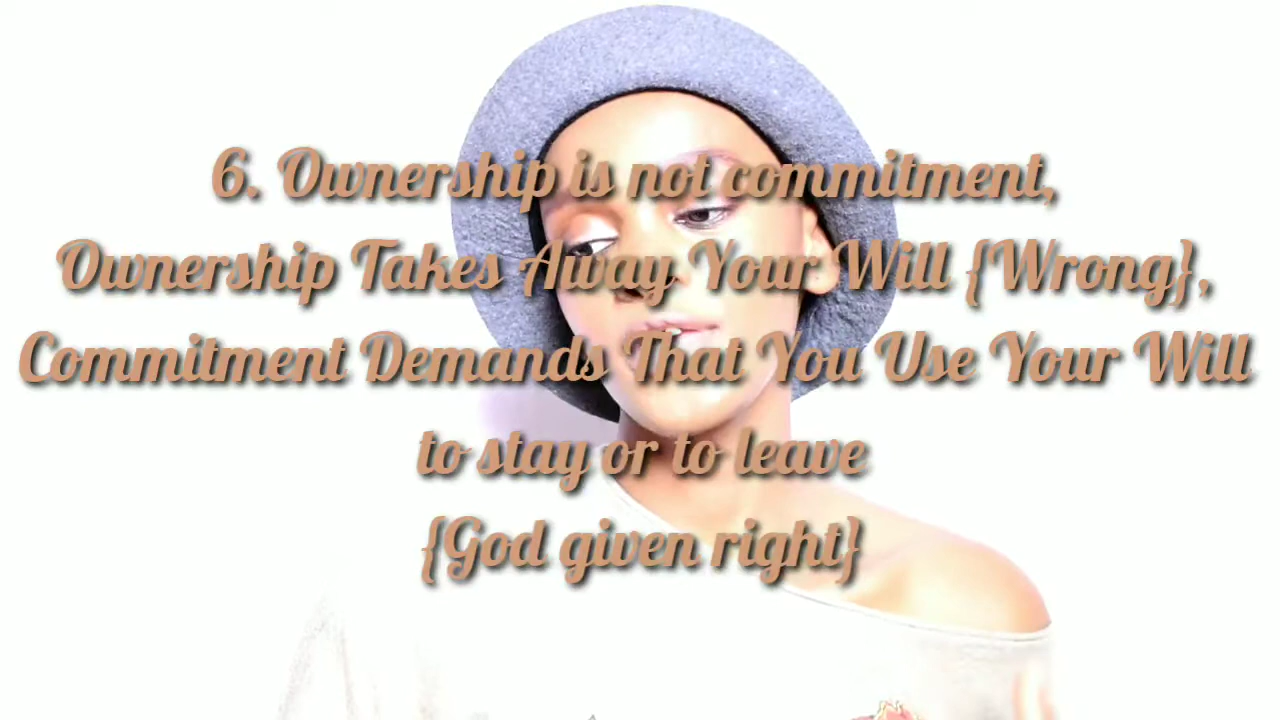 6. Ownership is not commitment,
Ownership Takes Away Your Will {Wrong},
Commitment Demands That You Use Your Will
to stay or to leave
{God given right}